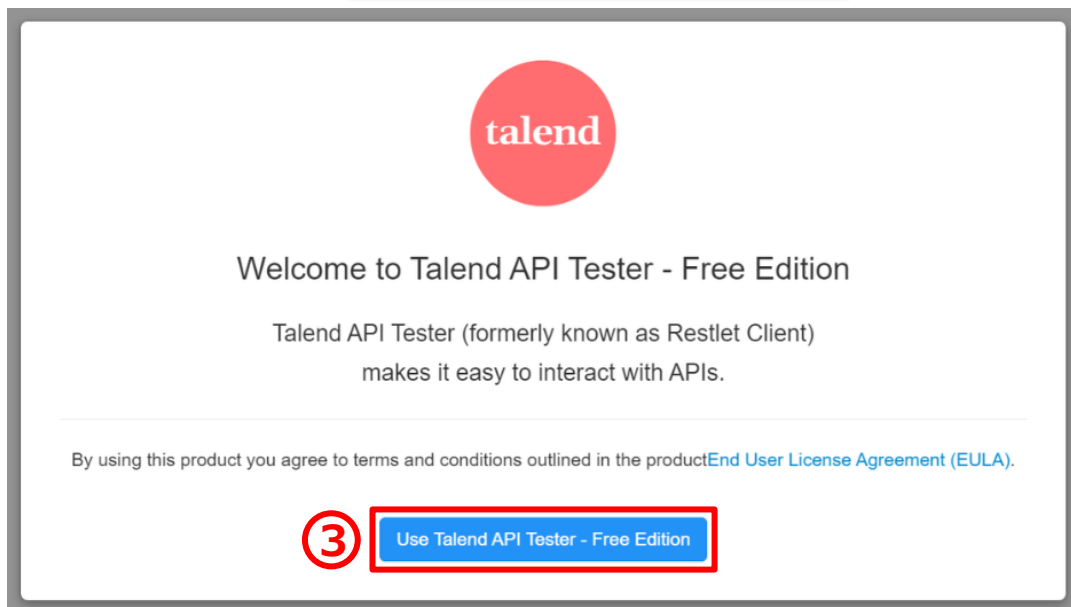 talend
Welcome to Talend API Tester - Free Edition
Talend API Tester (formerly known as Restlet Client)
makes it easy to interact with APIs.
By using this product you agree to terms and conditions outlined in the productEnd User License Agreement (EULA).
③ Use Talend API Tester - Free Edition